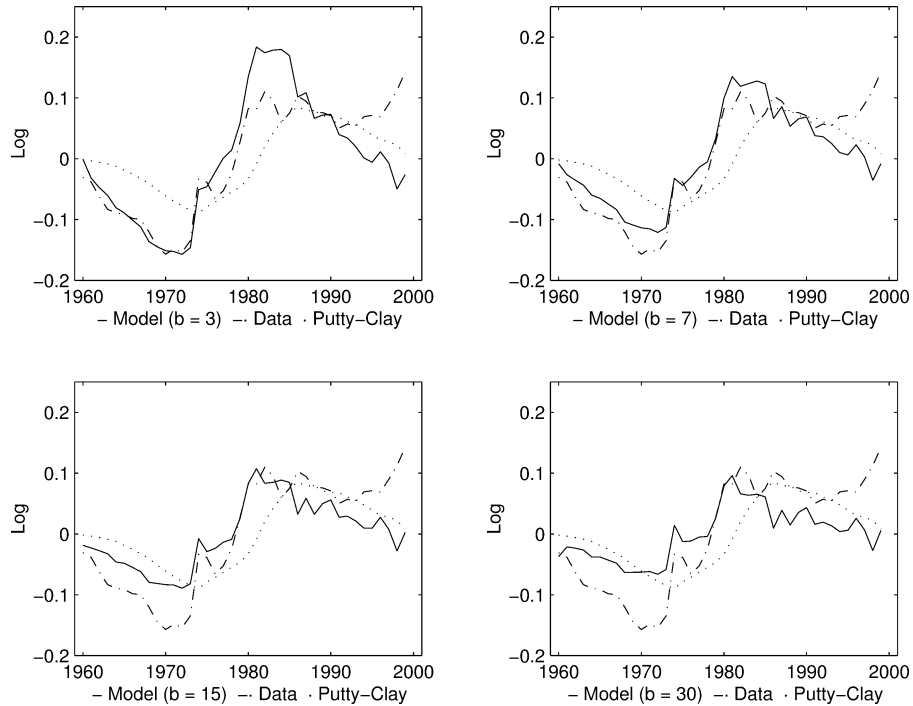 0.2
0.1
0
−0.1
−0.2
Log
1960 1970 1980 1990 2000
− Model (b = 3) −· Data · Putty−Clay
0.2
0.1
0
−0.1
−0.2
Log
1960 1970 1980 1990 2000
− Model (b = 7) −· Data · Putty−Clay
0.2
0.1
0
−0.1
−0.2
Log
1960 1970 1980 1990 2000
− Model (b = 15) −· Data · Putty−Clay
0.2
0.1
0
−0.1
−0.2
Log
1960 1970 1980 1990 2000
− Model (b = 30) −· Data · Putty−Clay